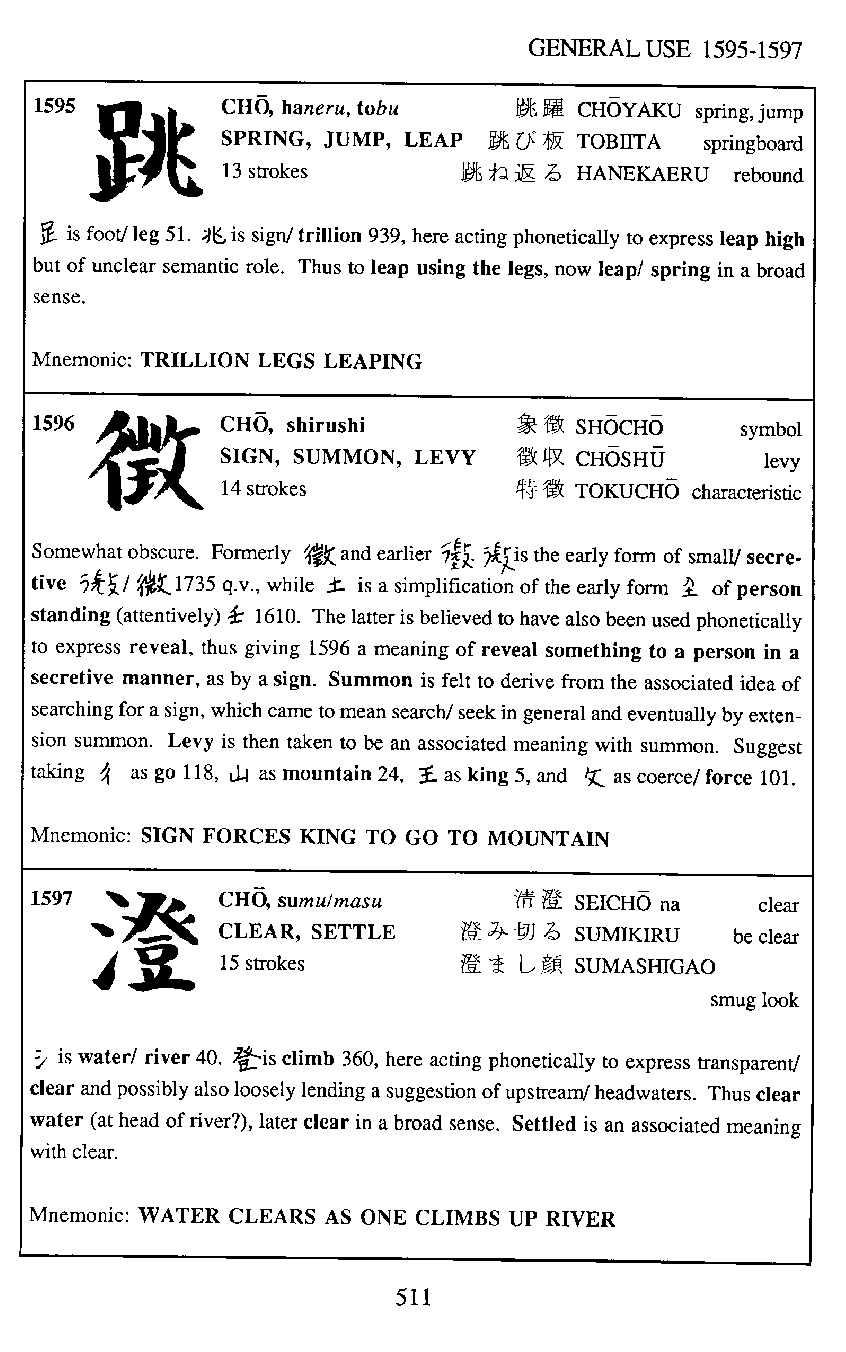 GENERAL USE 1595-1597
1595 跳 CHŌ, haneru, tobu 跳躍 CHŌYAKU spring, jump
SPRING, JUMP, LEAP 跳び板 TOBIITA springboard
13 strokes 跳ね返る HANEKAERU rebound
𧾷 is foot/ leg 51. 兆 is sign/ trillion 939, here acting phonetically to express leap high
but of unclear semantic role. Thus to leap using the legs, now leap/ spring in a broad
sense.
Mnemonic: TRILLION LEGS LEAPING
1596 徴 CHŌ, shirushi 象徴 SHŌCHŌ symbol
SIGN, SUMMON, LEVY 徴収 CHŌSHŪ levy
14 strokes 特徴 TOKUCHŌ characteristic
Somewhat obscure. Formerly and earlier . is the early form of small/ secre-
tive / 微 1735 q.v., while 土 is a simplification of the early form of person
standing (attentively) 𡈼 1610. The latter is believed to have also been used phonetically
to express reveal, thus giving 1596 a meaning of reveal something to a person in a
secretive manner, as by a sign. Summon is felt to derive from the associated idea of
searching for a sign, which came to mean search/ seek in general and eventually by exten-
sion summon. Levy is then taken to be an associated meaning with summon. Suggest
taking 彳 as go 118, 山 as mountain 24, 王 as king 5, and 攵 as coerce/ force 101.
Mnemonic: SIGN FORCES KING TO GO TO MOUNTAIN
1597 澄 CHŌ, sumu/masu 清澄 SEICHŌ na clear
CLEAR, SETTLE 澄み切る SUMIKIRU be clear
15 strokes 澄まし顔 SUMASHIGAO
smug look
氵 is water/ river 40. 登 is climb 360, here acting phonetically to express transparent/
clear and possibly also loosely lending a suggestion of upstream/ headwaters. Thus clear
water (at head of river?), later clear in a broad sense. Settled is an associated meaning
with clear.
Mnemonic: WATER CLEARS AS ONE CLIMBS UP RIVER
511